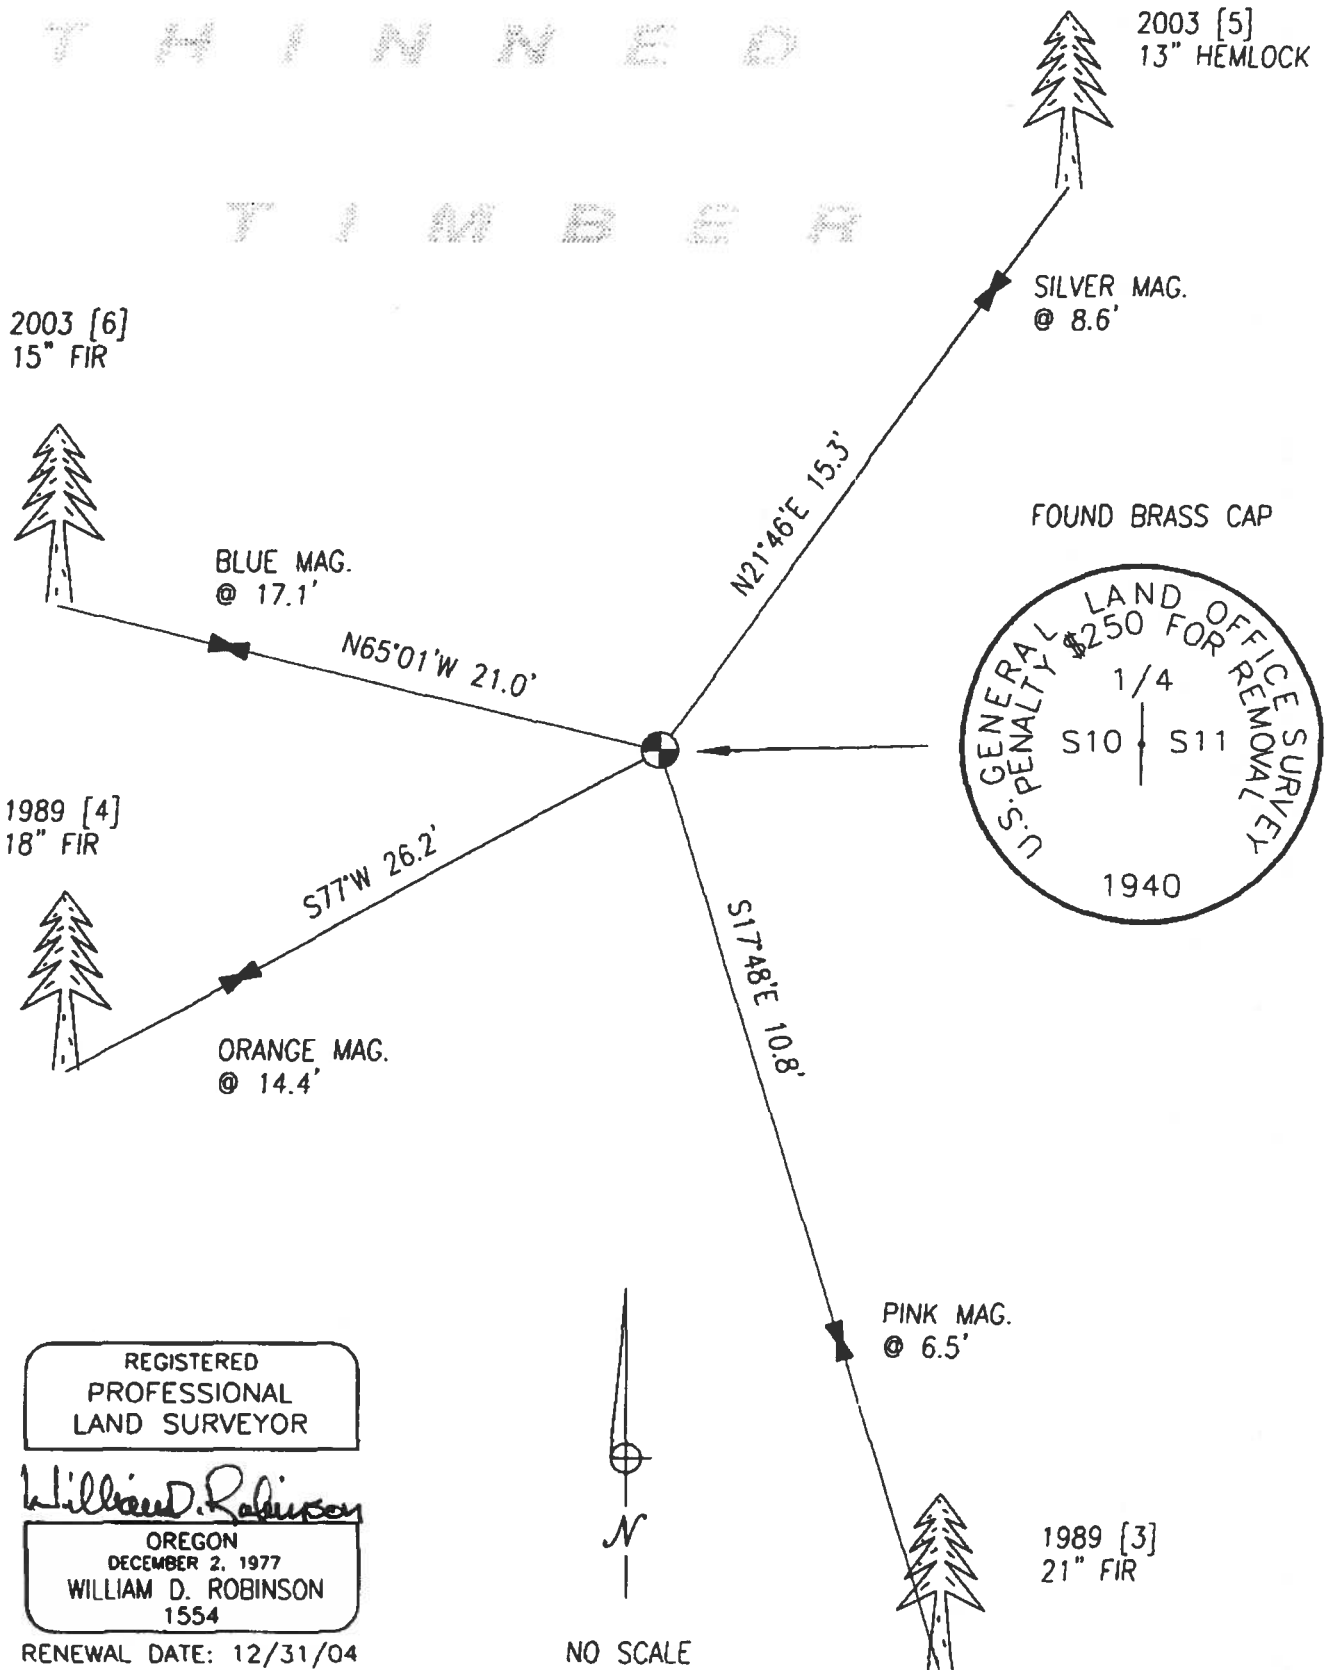 THINNED
TIMBER
2003 [5]
13" HEMLOCK
SILVER MAG.
@ 8.6'
2003 [6]
15" FIR
BLUE MAG.
@ 17.1'
N65°01'W 21.0'
N21°46'E 15.3'
FOUND BRASS CAP
U.S. GENERAL LAND OFFICE SURVEY
PENALTY $250 FOR REMOVAL
1/4
S10 S11
1940
1989 [4]
18" FIR
S77°W 26.2'
ORANGE MAG.
@ 14.4'
S17°48'E 10.8'
PINK MAG.
@ 6.5'
1989 [3]
21" FIR
REGISTERED
PROFESSIONAL
LAND SURVEYOR
William D. Robinson
OREGON
DECEMBER 2, 1977
WILLIAM D. ROBINSON
1554
RENEWAL DATE: 12/31/04
N
NO SCALE